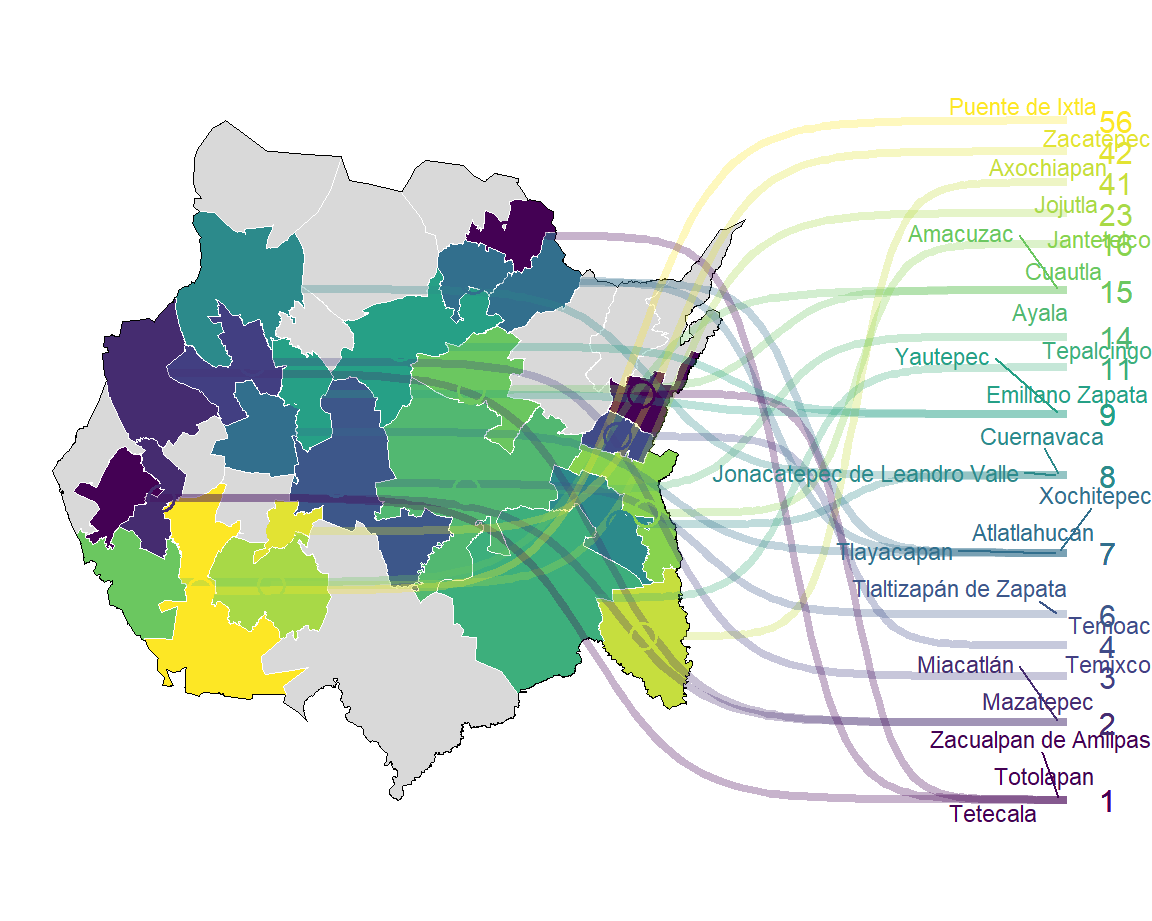 Puente de Ixtla
56
Zacatepec
42
Axochiapan
41
Jojutla
23
Amacuzac
Jantetelco
16
Cuautla
15
Ayala
14
Tepalcingo
11
Yautepec
Emiliano Zapata
9
Cuernavaca
Jonacatepec de Leandro Valle
8
Xochitepec
Atlatlahucan
Tlayacapan
7
Tlaltizapán de Zapata
6
Temoac
4
Miacatlán
Temixco
3
Mazatepec
2
Zacualpan de Amilpas
Totolapan
1
Tetecala